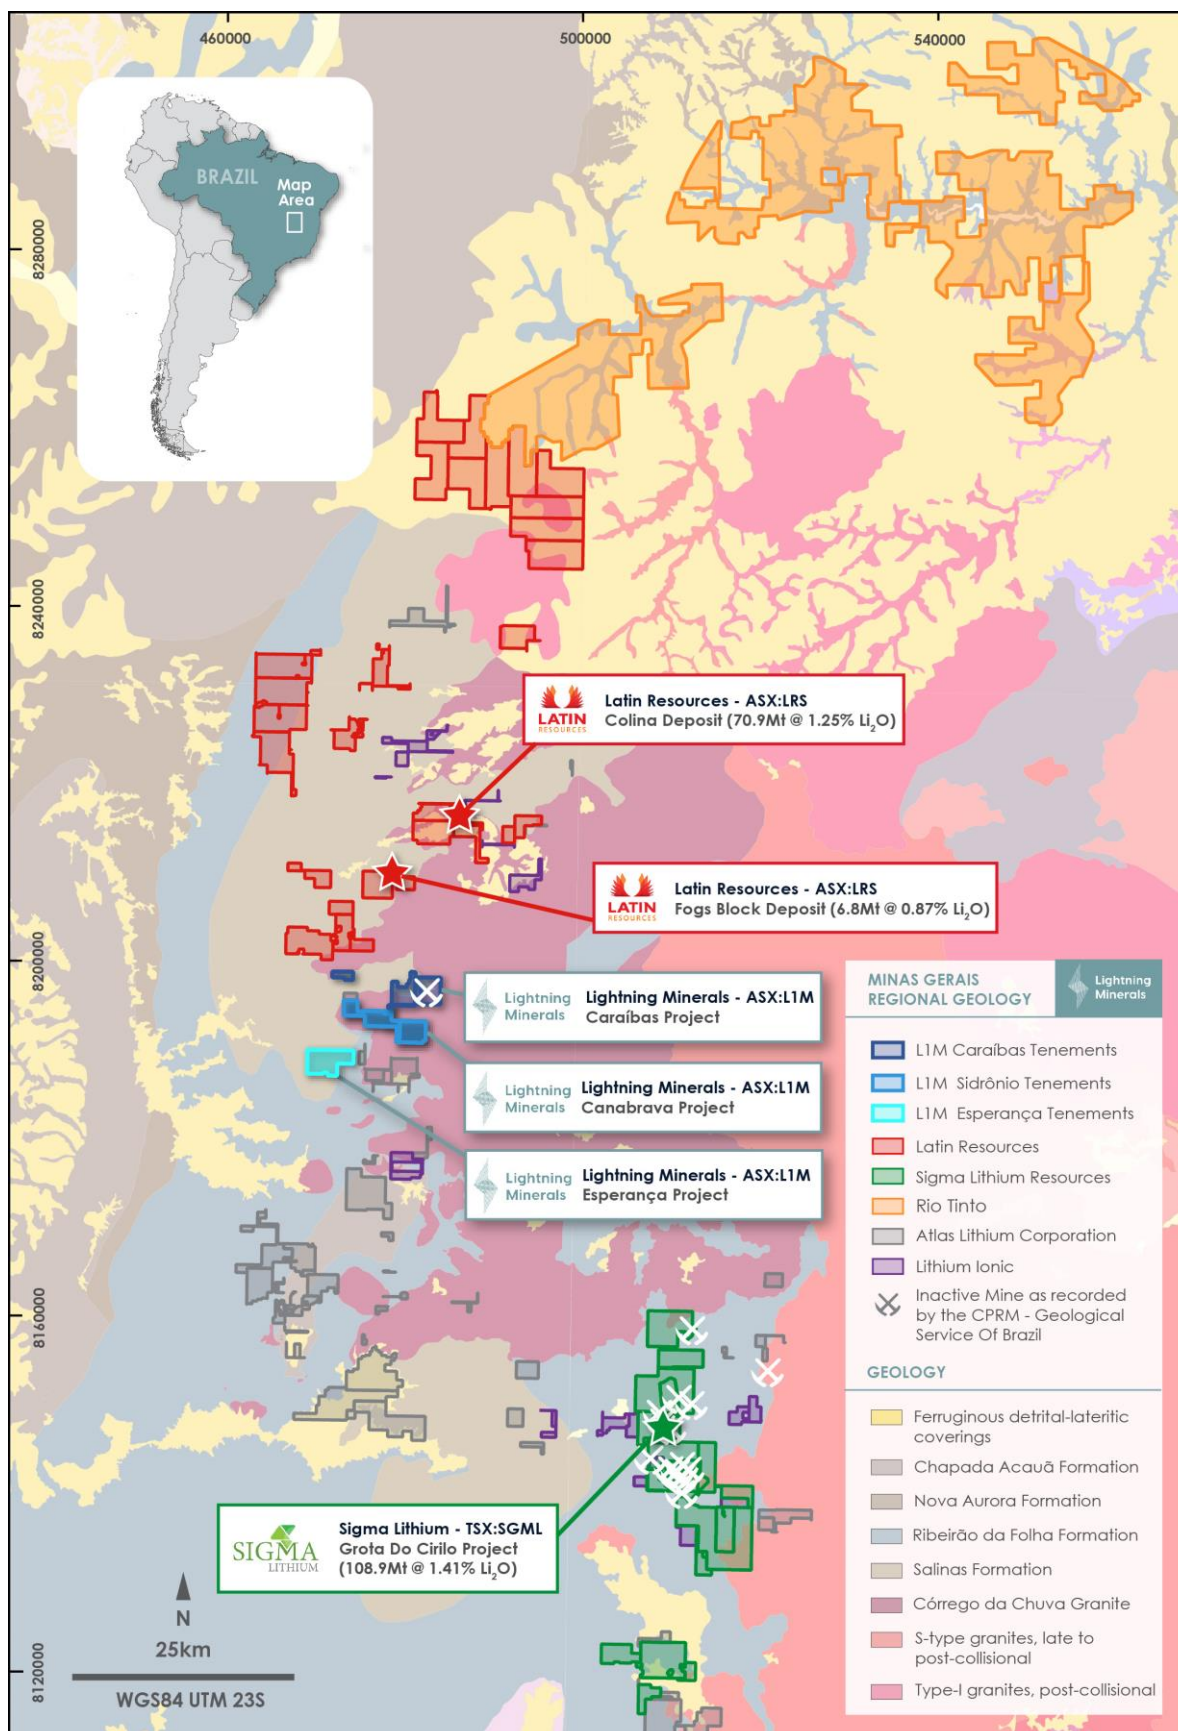 460000
500000
540000
8280000
8240000
8200000
8160000
8120000
BRAZIL
Map
Area
LATIN
RESOURCES
Latin Resources - ASX:LRS
Colina Deposit (70.9Mt @ 1.25% Li₂O)
LATIN
RESOURCES
Latin Resources - ASX:LRS
Fogs Block Deposit (6.8Mt @ 0.87% Li₂O)
Lightning
Minerals
Lightning Minerals - ASX:L1M
Caraíbas Project
Lightning
Minerals
Lightning Minerals - ASX:L1M
Canabrava Project
Lightning
Minerals
Lightning Minerals - ASX:L1M
Esperança Project
SIGMA
LITHIUM
Sigma Lithium - TSX:SGML
Grota Do Cirilo Project
(108.9Mt @ 1.41% Li₂O)
N
25km
WGS84 UTM 23S
MINAS GERAIS
REGIONAL GEOLOGY
Lightning
Minerals
L1M Caraíbas Tenements
L1M Sidrônio Tenements
L1M Esperança Tenements
Latin Resources
Sigma Lithium Resources
Rio Tinto
Atlas Lithium Corporation
Lithium Ionic
Inactive Mine as recorded
by the CPRM - Geological
Service Of Brazil
GEOLOGY
Ferruginous detrital-lateritic
coverings
Chapada Acauã Formation
Nova Aurora Formation
Ribeirão da Folha Formation
Salinas Formation
Córrego da Chuva Granite
S-type granites, late to
post-collisional
Type-I granites, post-collisional